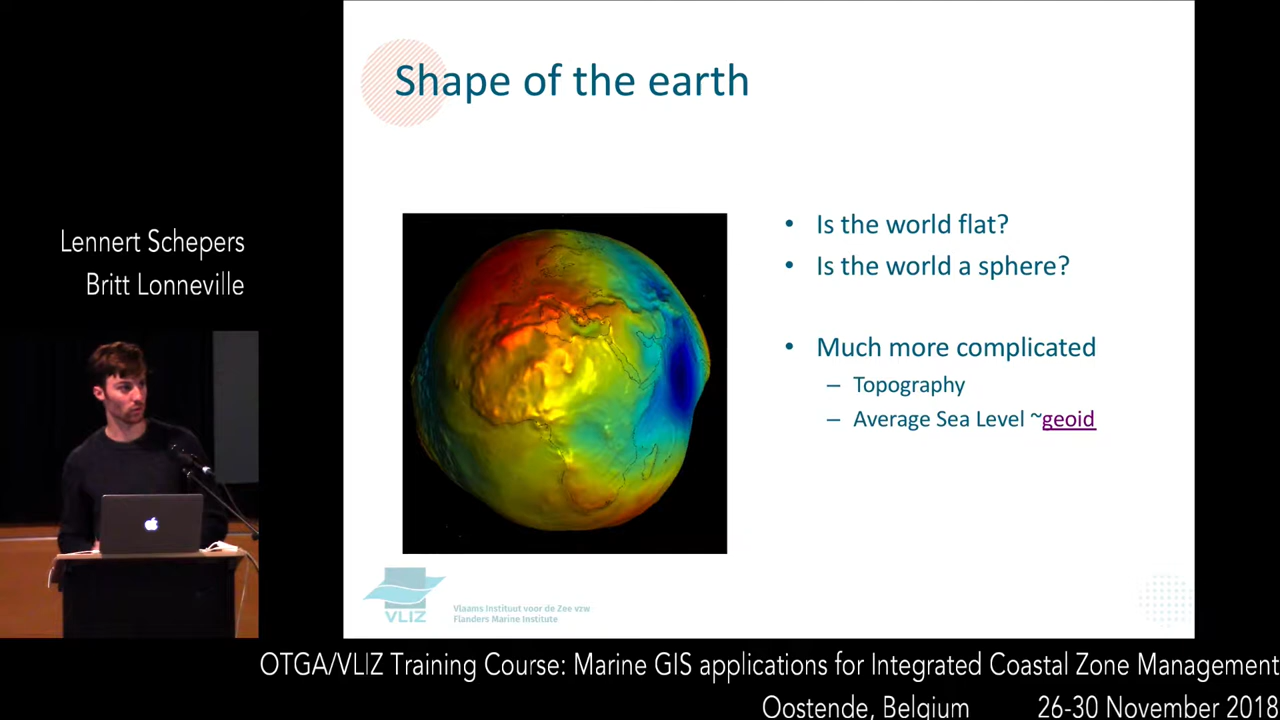 Shape of the earth
Lennert Schepers
Britt Lonneville
• Is the world flat?
• Is the world a sphere?
• Much more complicated
– Topography
– Average Sea Level ~geoid
VLIZ
Vlaams Instituut voor de Zee vzw
Flanders Marine Institute
OTGA/VLIZ Training Course: Marine GIS applications for Integrated Coastal Zone Management
Oostende, Belgium 26-30 November 2018